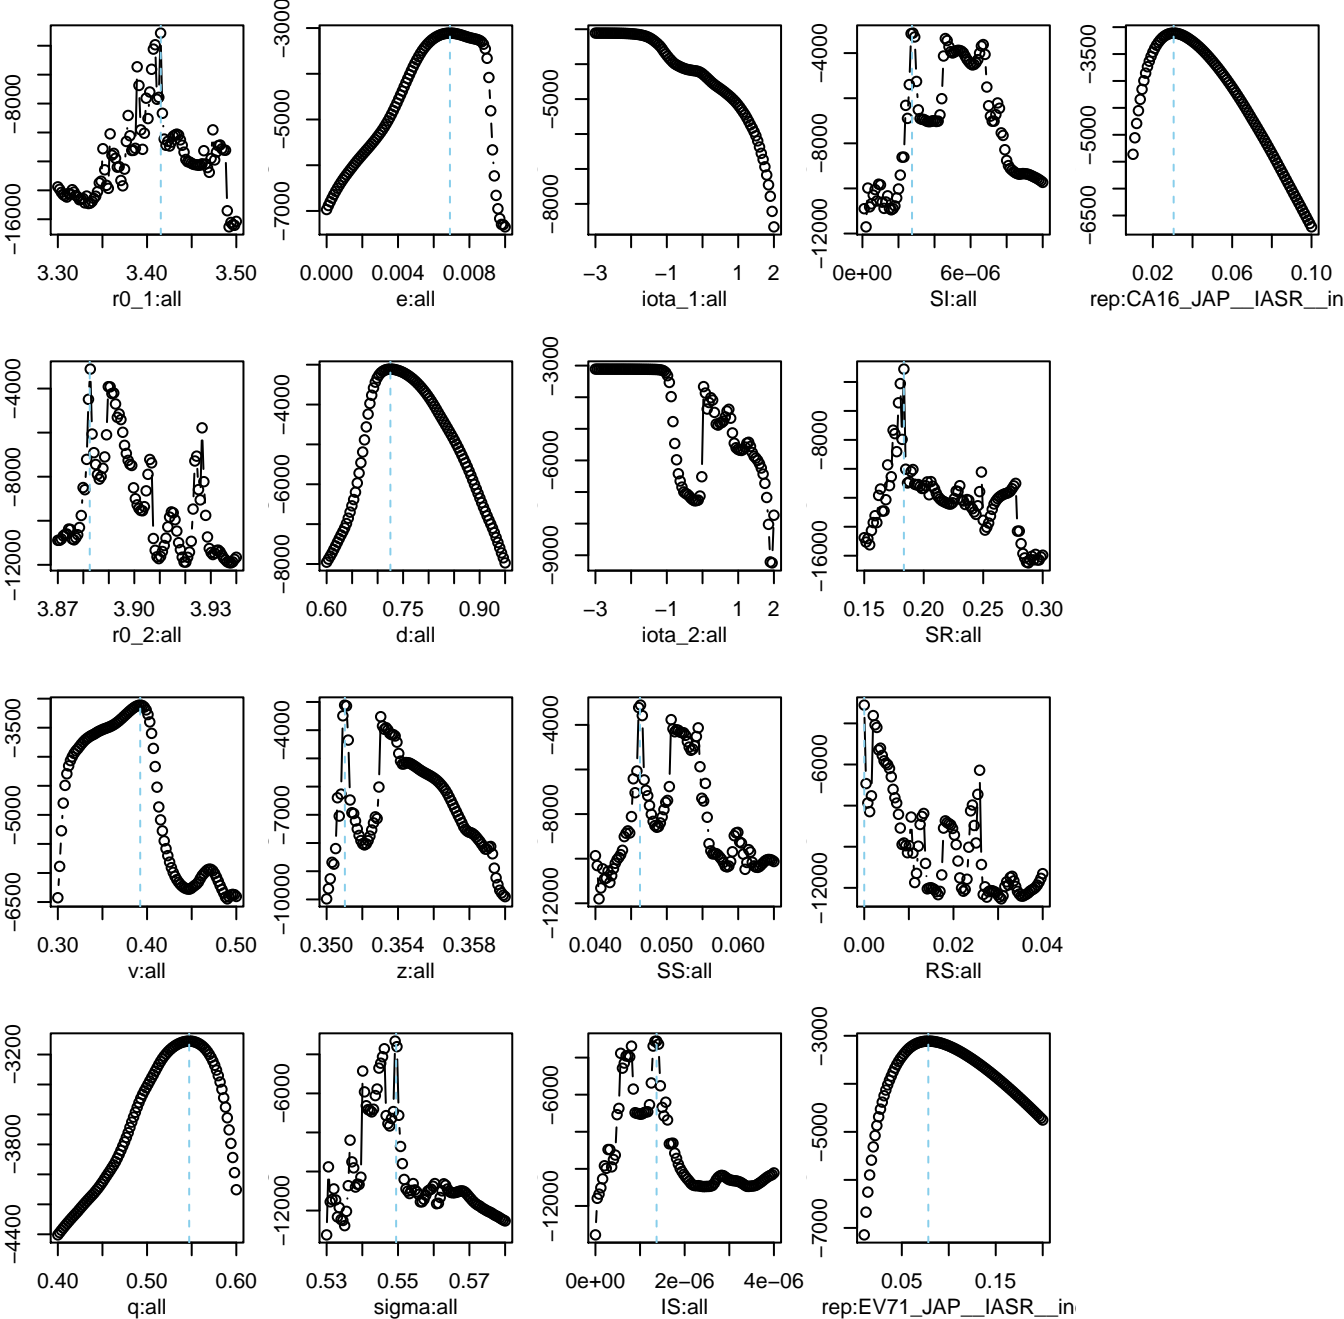 −16000 −8000
3.30 3.40 3.50
r0_1:all
−7000 −5000 −3000
0.000 0.004 0.008
e:all
−8000 −5000
−3 −1 1 2
iota_1:all
−12000 −8000 −4000
0e+00 6e−06
SI:all
−6500 −5000 −3500
0.02 0.06 0.10
rep:CA16_JAP__IASR__in
−12000 −8000 −4000
3.87 3.90 3.93
r0_2:all
−8000 −6000 −4000
0.60 0.75 0.90
d:all
−9000 −6000 −3000
−3 −1 1 2
iota_2:all
−16000 −8000
0.15 0.20 0.25 0.30
SR:all
−6500 −5000 −3500
0.30 0.40 0.50
v:all
−10000 −7000 −4000
0.350 0.354 0.358
z:all
−12000 −8000 −4000
0.040 0.050 0.060
SS:all
−12000 −6000
0.00 0.02 0.04
RS:all
−4400 −3800 −3200
0.40 0.50 0.60
q:all
−12000 −6000
0.53 0.55 0.57
sigma:all
−12000 −6000
0e+00 2e−06 4e−06
IS:all
−7000 −5000 −3000
0.05 0.15
rep:EV71_JAP__IASR__in